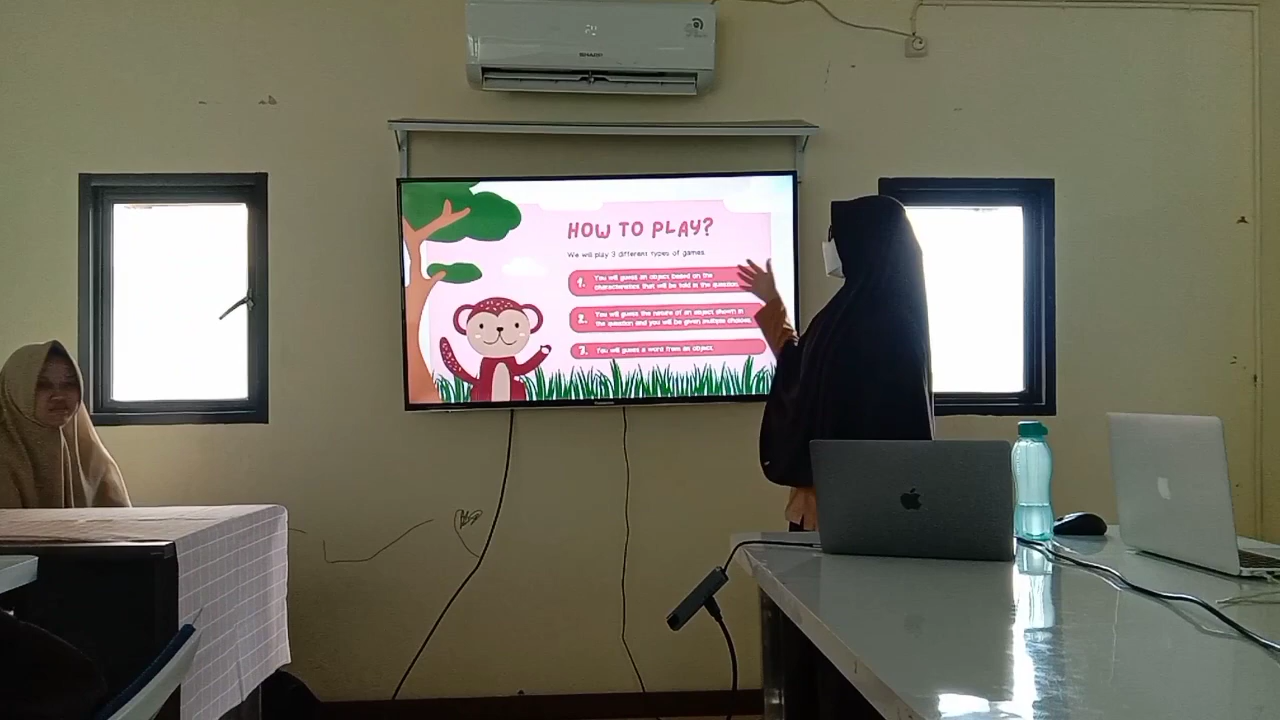 24
SHARP
HOW TO PLAY?
We will play 3 different types of games.
1. You will guess an object based on the
characteristics that will be told in the question.
2. You will guess the nature of an object shown in
the question and you will be given multiple choices.
3. You will guess a word from an object.